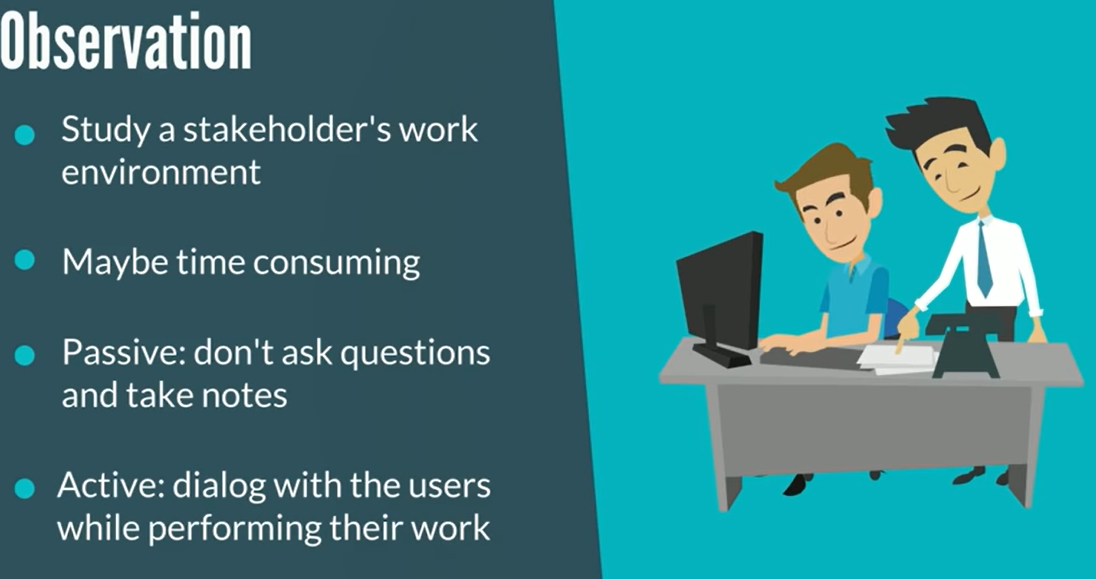 Observation
Study a stakeholder's work
environment
Maybe time consuming
Passive: don't ask questions
and take notes
Active: dialog with the users
while performing their work